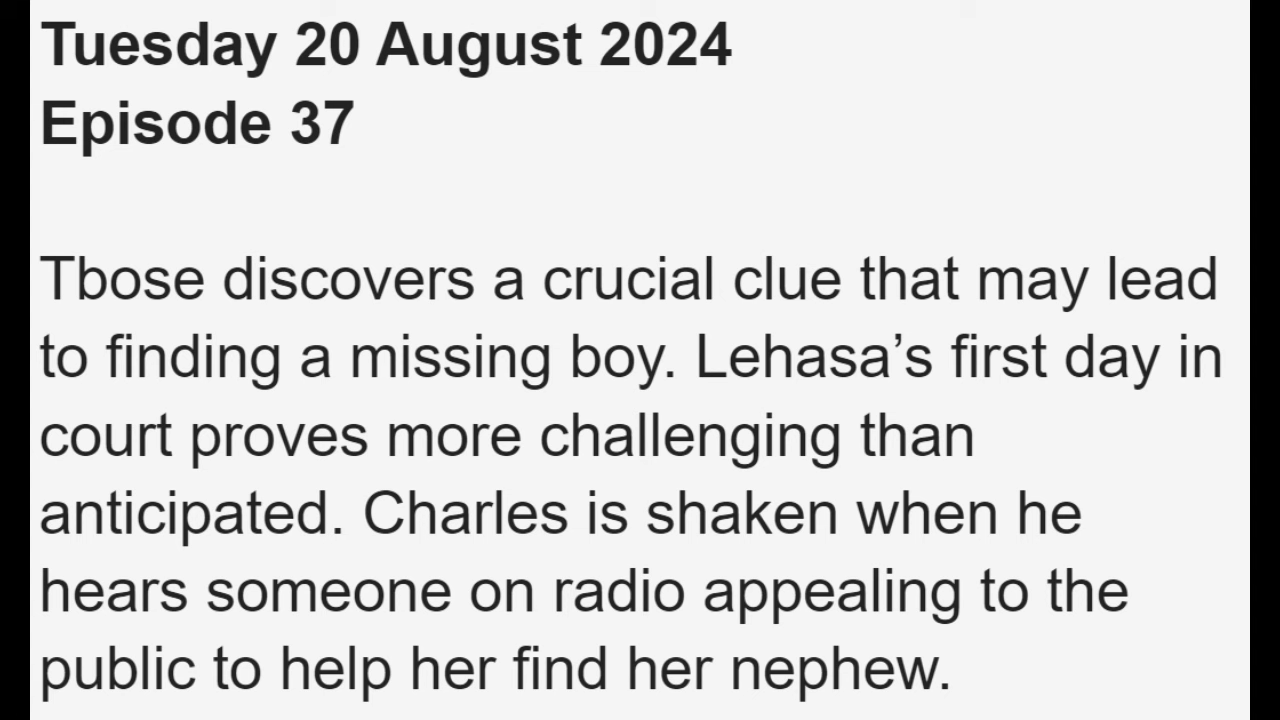 Tuesday 20 August 2024
Episode 37
Tbose discovers a crucial clue that may lead
to finding a missing boy. Lehasa’s first day in
court proves more challenging than
anticipated. Charles is shaken when he
hears someone on radio appealing to the
public to help her find her nephew.